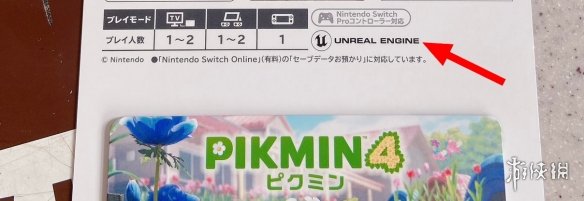 プレイモード TV
Nintendo Switch
Proコントローラー対応
プレイ人数 1~2 1~2 1
UNREAL ENGINE
© Nintendo ●「Nintendo Switch Online」(有料)の「セーブデータお預かり」に対応しています。
PIKMIN 4
ピクミン
游侠网